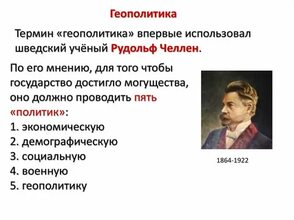 Геополитика
Термин «геополитика» впервые использовал
шведский учёный Рудольф Челлен.
По его мнению, для того чтобы
государство достигло могущества,
оно должно проводить пять
«политик»:
1. экономическую
2. демографическую
3. социальную
4. военную
5. геополитику
1864-1922